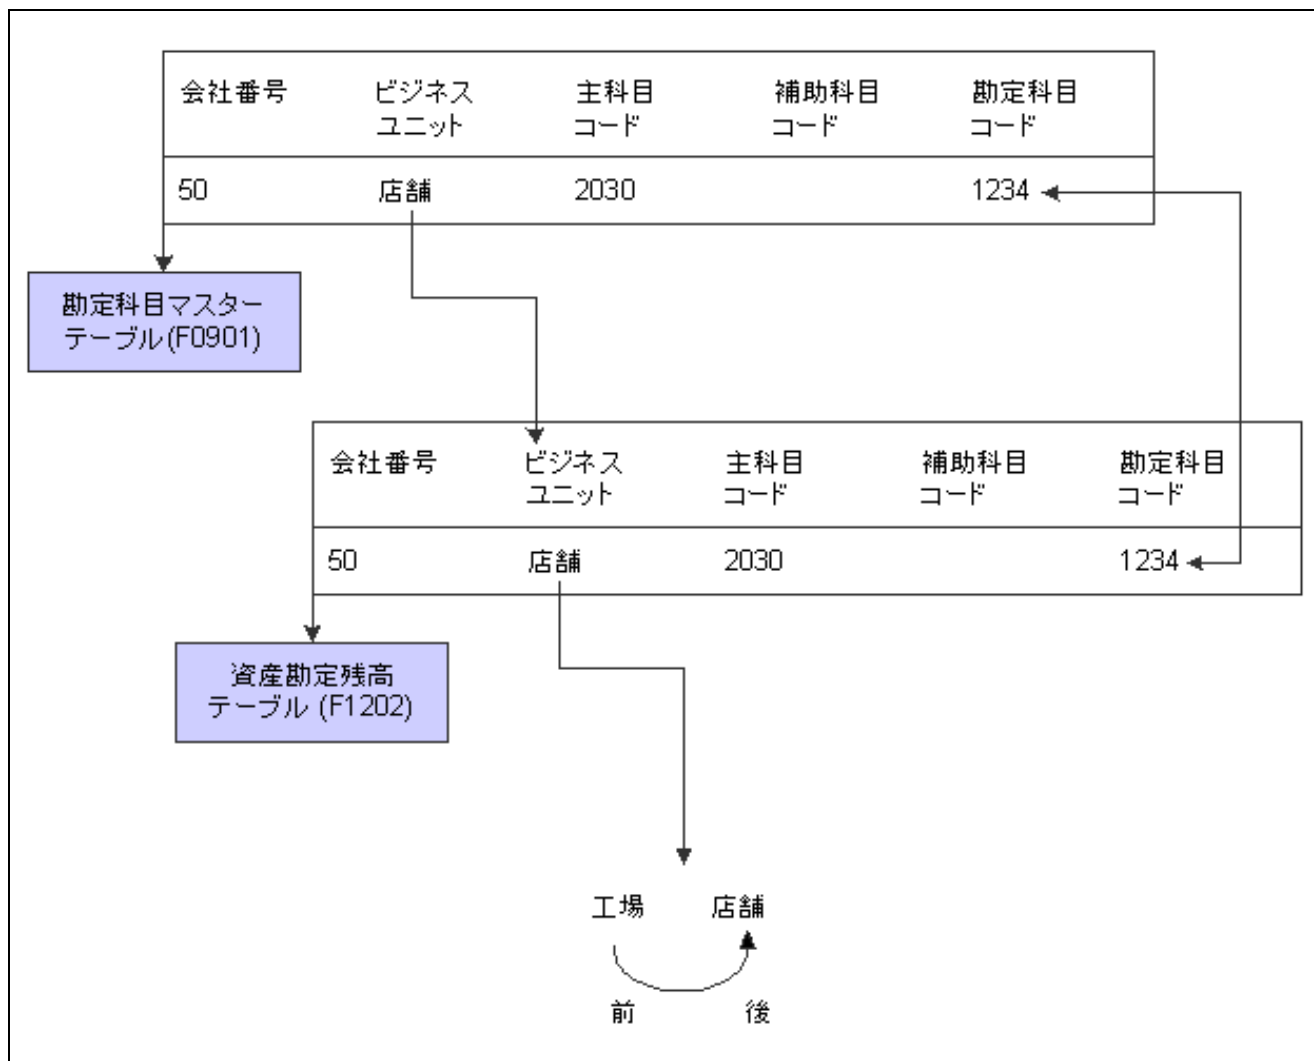 会社番号 ビジネス 主科目 補助科目 勘定科目
ユニット コード コード コード
50 店舗 2030 1234
勘定科目マスター
テーブル(F0901)
会社番号 ビジネス 主科目 補助科目 勘定科目
ユニット コード コード コード
50 店舗 2030 1234
資産勘定残高
テーブル (F1202)
工場 店舗
前 後